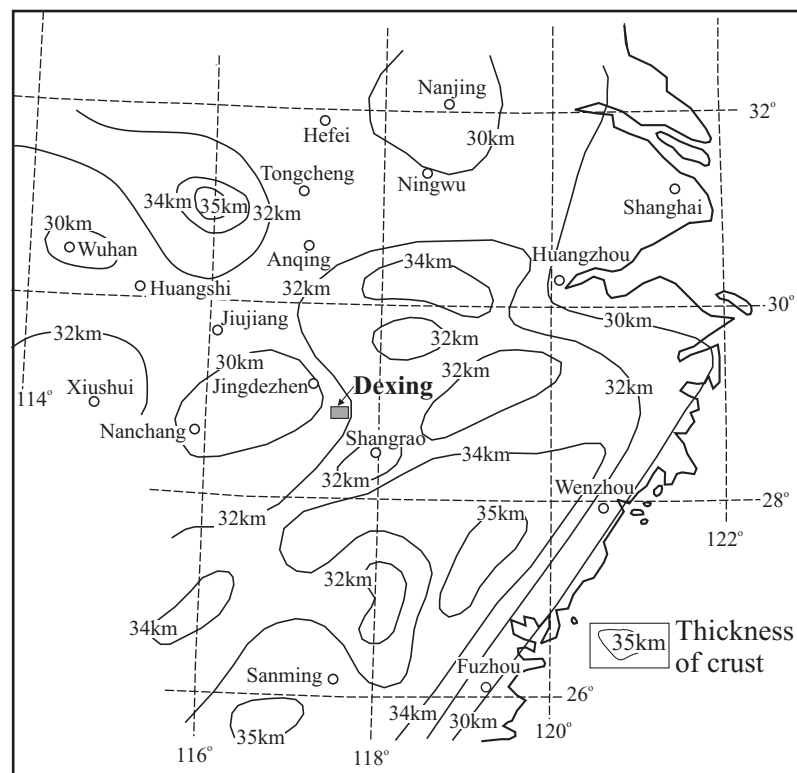 Nanjing
32°
Hefei
30km
Tongcheng
Ningwu
34km
35km
32km
Shanghai
30km
Wuhan
Anqing
Huangzhou
34km
Huangshi
32km
30°
Jiujiang
30km
32km
32km
30km
32km
32km
Xiushui
Jingdezhen
Dexing
114°
Nanchang
Shangrao
34km
32km
Wenzhou
28°
32km
35km
122°
32km
34km
35km
Thickness
of crust
Sanming
Fuzhou
26°
34km
30km
35km
120°
116°
118°